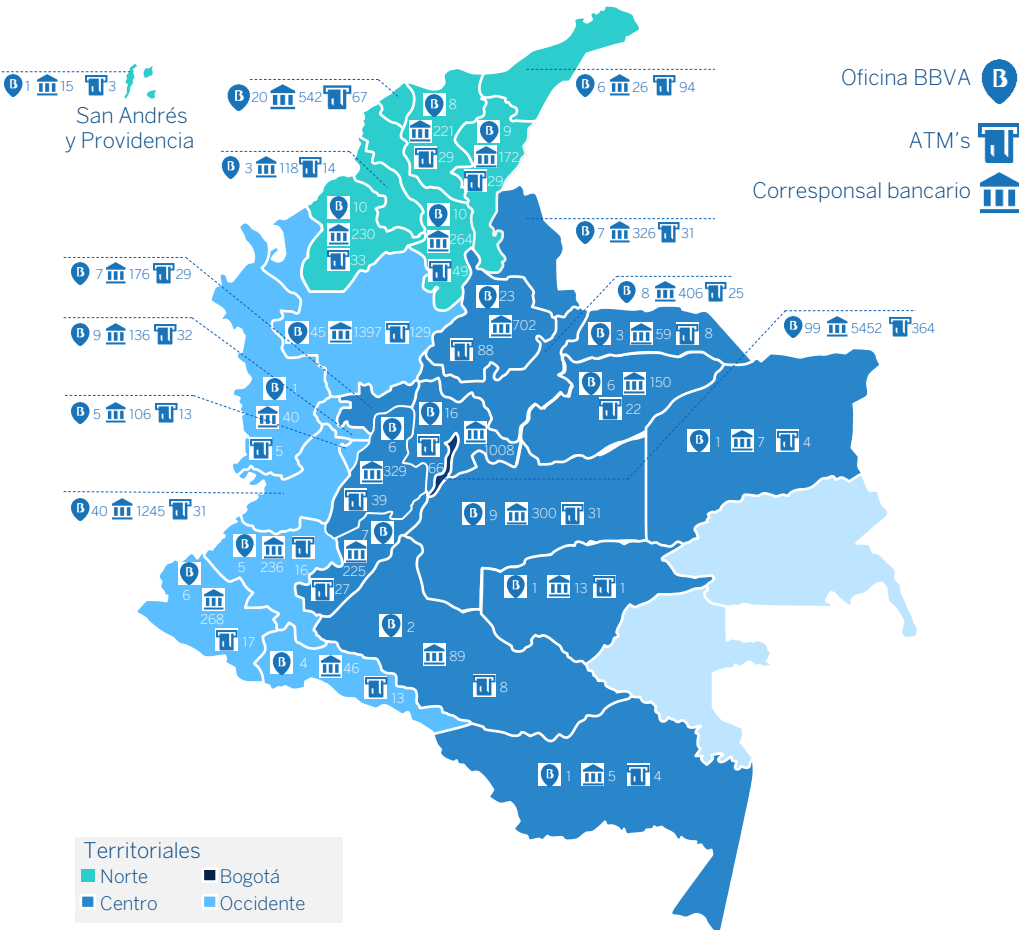 B 1 15 3
San Andrés
y Providencia
B 20 542 67
B 6 26 94
Oficina BBVA B
ATM's
Corresponsal bancario
B 8
221
29
B 9
172
29
B 3 118 14
B 10
230
33
B 10
264
49
B 7 326 31
B 7 176 29
B 8 406 25
B 23
702
88
B 99 5452 364
B 9 136 32
B 45 1397 129
B 3 59 8
B 6 150
22
B 1
40
5
B 5 106 13
B 6
329
39
B 16
1008
66
B 1 7 4
B 40 1245 31
B 9 300 31
B 5 236 16
7 B
225
27
B 6
268
17
B 1 13 1
B 2
89
8
B 4 46 13
B 1 5 4
Territoriales
Norte Bogotá
Centro Occidente